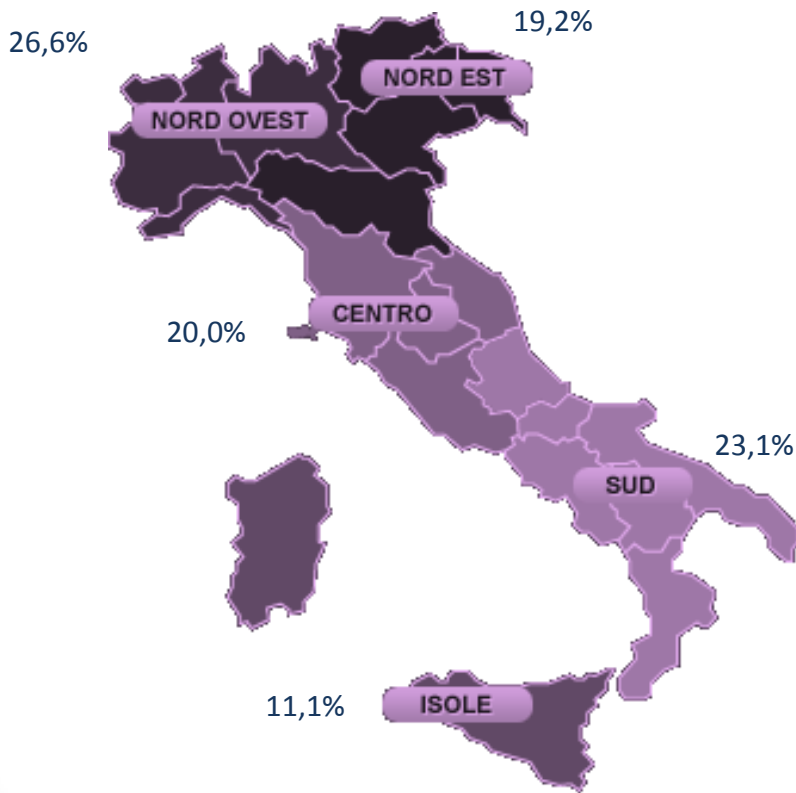 19,2%
26,6%
NORD EST
NORD OVEST
CENTRO
20,0%
23,1%
SUD
11,1%
ISOLE